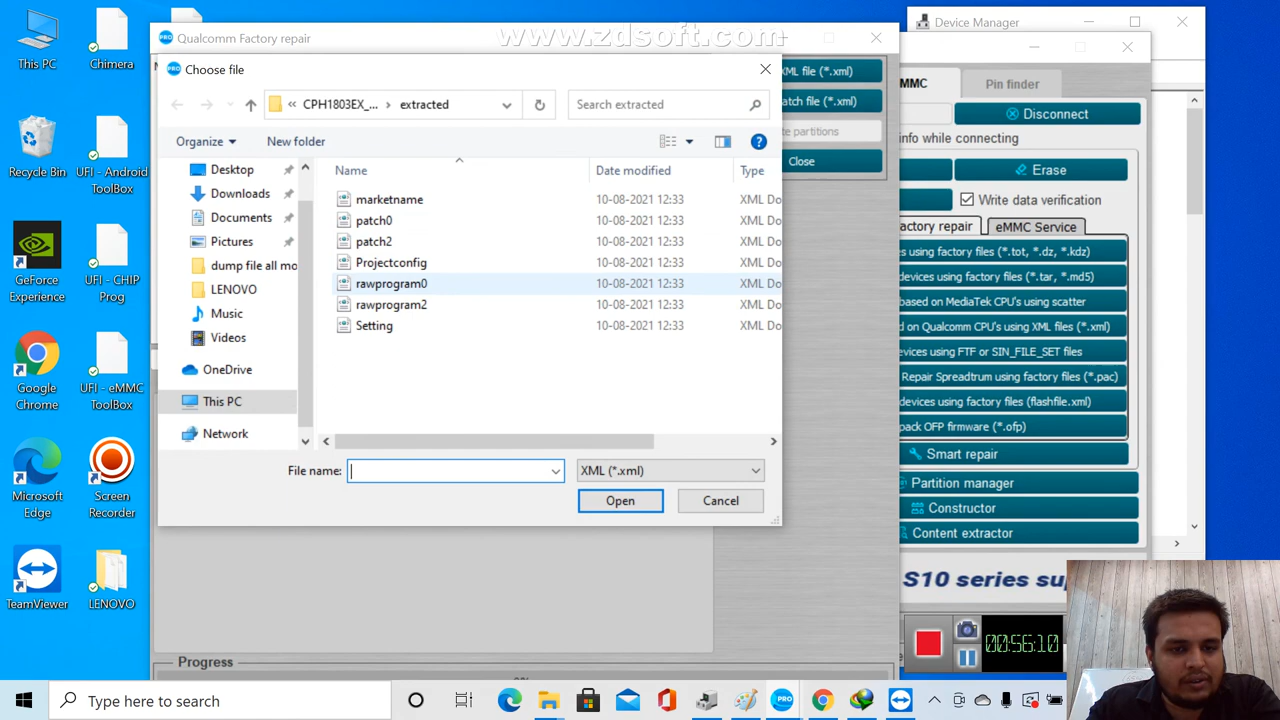 This PC
Chimera
Recycle Bin
UFI - Android
ToolBox
GeForce
Experience
UFI - CHIP
Prog
Google
Chrome
UFI - eMMC
ToolBox
Microsoft
Edge
Screen
Recorder
TeamViewer
LENOVO
PRO Qualcomm Factory repair
www.zdsoft.com
PRO Choose file
« CPH1803EX_... › extracted
Search extracted
Organize
New folder
Desktop
Downloads
Documents
Pictures
dump file all mo
LENOVO
Music
Videos
OneDrive
This PC
Network
Name
Date modified
Type
marketname 10-08-2021 12:33 XML Do
patch0 10-08-2021 12:33 XML Do
patch2 10-08-2021 12:33 XML Do
Projectconfig 10-08-2021 12:33 XML Do
rawprogram0 10-08-2021 12:33 XML Do
rawprogram2 10-08-2021 12:33 XML Do
Setting 10-08-2021 12:33 XML Do
File name:
XML (*.xml)
Open
Cancel
Progress
XML file (*.xml)
atch file (*.xml)
te partitions
Close
Device Manager
MMC
Pin finder
Disconnect
info while connecting
Erase
Write data verification
actory repair
eMMC Service
es using factory files (*.tot, *.dz, *.kdz)
devices using factory files (*.tar, *.md5)
based on MediaTek CPU's using scatter
d on Qualcomm CPU's using XML files (*.xml)
evices using FTF or SIN_FILE_SET files
Repair Spreadtrum using factory files (*.pac)
devices using factory files (flashfile.xml)
pack OFP firmware (*.ofp)
Smart repair
Partition manager
Constructor
Content extractor
S10 series su
00:56:10
Type here to search
PRO